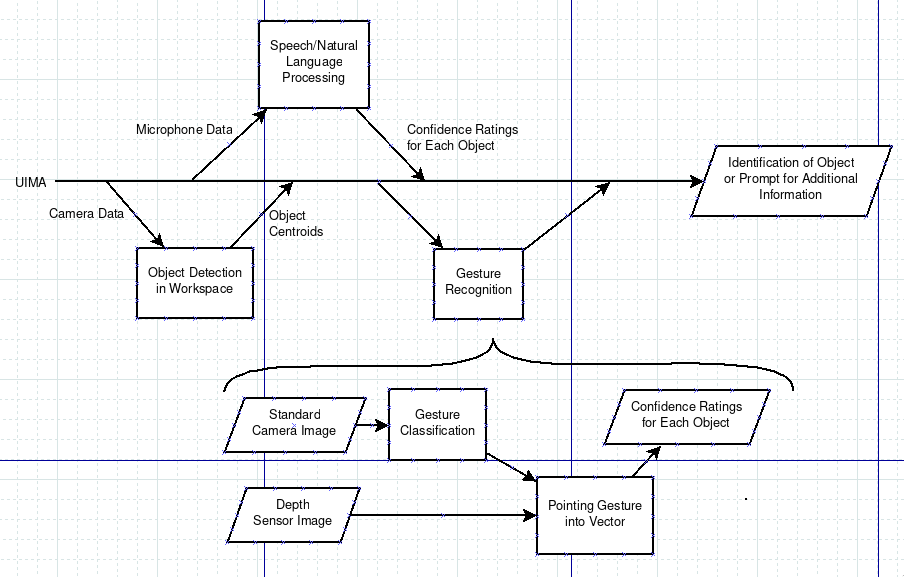 Speech/Natural
Language
Processing
Microphone Data
Confidence Ratings
for Each Object
UIMA
Identification of Object
or Prompt for Additional
Information
Camera Data
Object
Centroids
Object Detection
in Workspace
Gesture
Recognition
Standard
Camera Image
Gesture
Classification
Confidence Ratings
for Each Object
Depth
Sensor Image
Pointing Gesture
into Vector